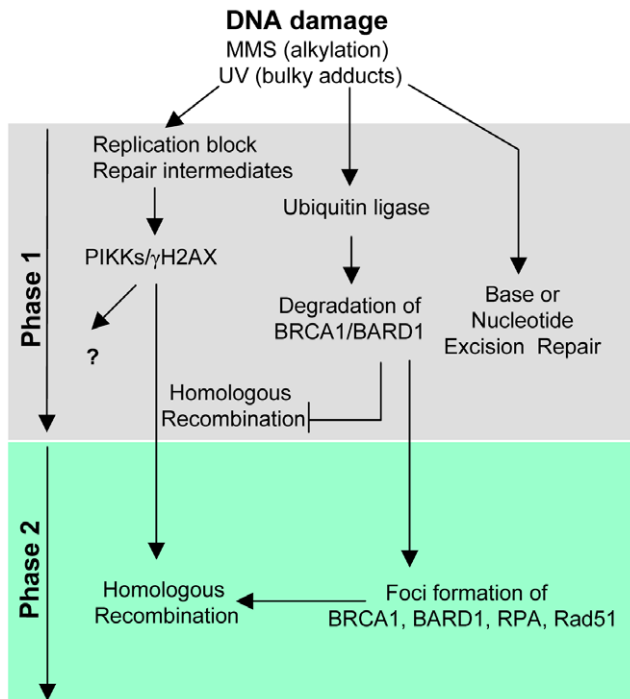 DNA damage
MMS (alkylation)
UV (bulky adducts)
Phase 1
Replication block
Repair intermediates
PIKKs/γH2AX
?
Ubiquitin ligase
Degradation of
BRCA1/BARD1
Base or
Nucleotide
Excision Repair
Homologous
Recombination
Phase 2
Homologous
Recombination
Foci formation of
BRCA1, BARD1, RPA, Rad51